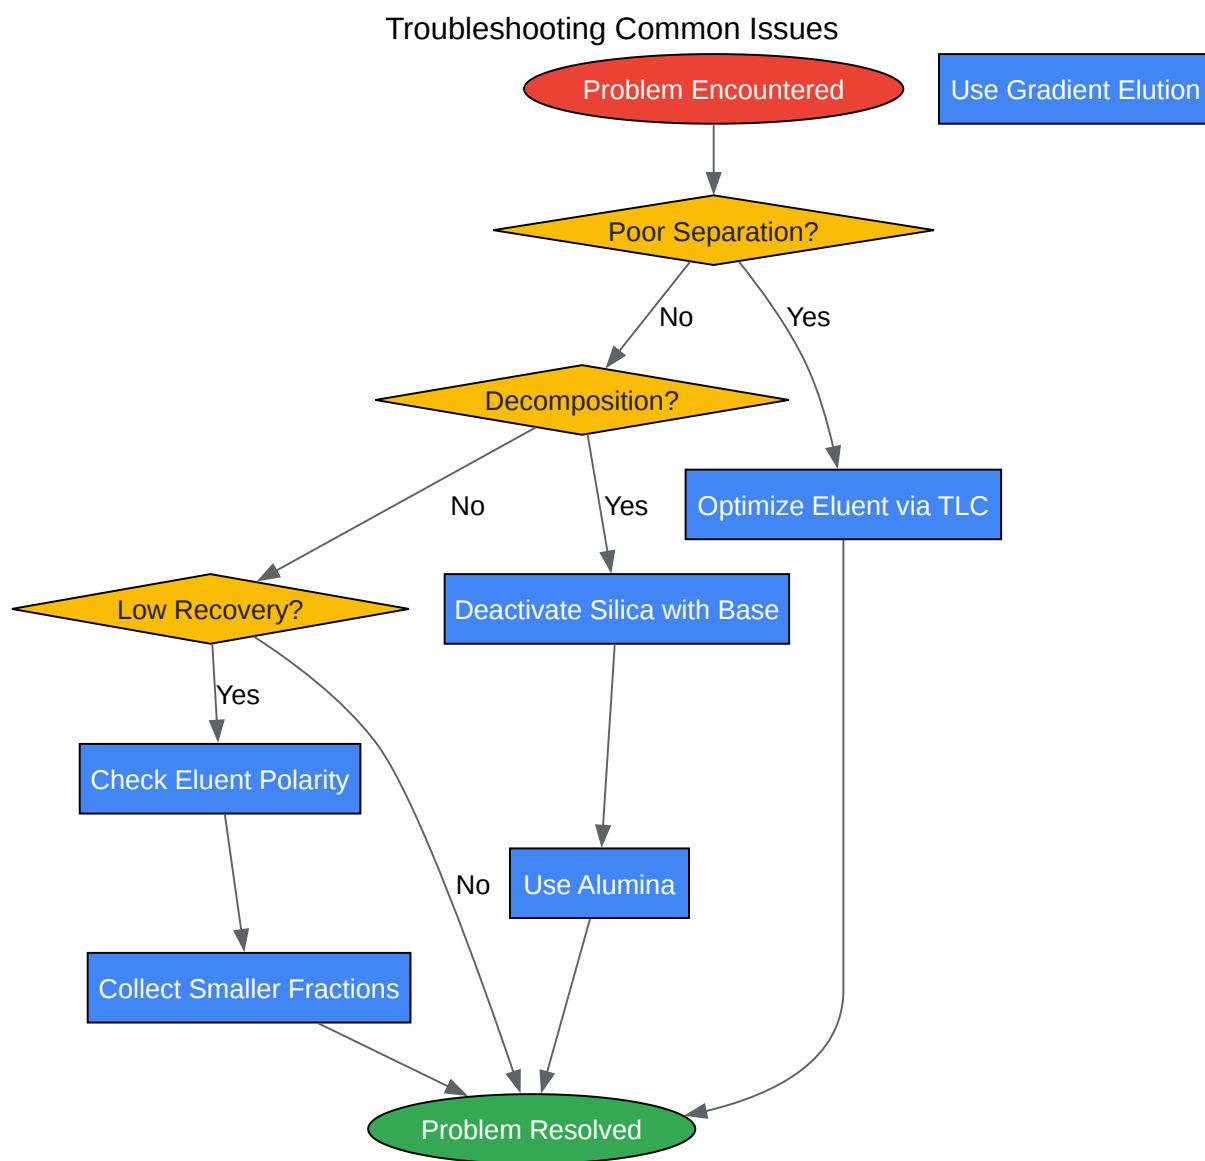 Troubleshooting Common Issues
Problem Encountered
Use Gradient Elution
Poor Separation?
No
Yes
Decomposition?
No
Yes
Optimize Eluent via TLC
Low Recovery?
Deactivate Silica with Base
Yes
Check Eluent Polarity
No
Use Alumina
Collect Smaller Fractions
Problem Resolved